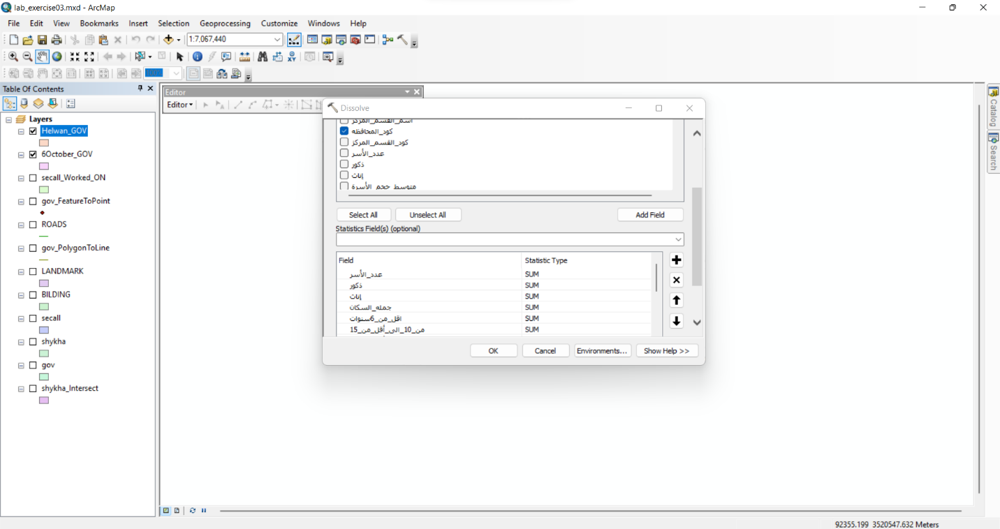 lab_exercise03.mxd - ArcMap
File Edit View Bookmarks Insert Selection Geoprocessing Customize Windows Help
1:7,067,440
100%
Table Of Contents
Layers
Helwan_GOV
6October_GOV
secall_Worked_ON
gov_FeatureToPoint
ROADS
gov_PolygonToLine
LANDMARK
BILDING
secall
shykha
gov
shykha_Intersect
Editor
Editor
Dissolve
اسم_القسم_المركز
كود_المحافظه
كود_القسم_المركز
عدد_الأسر
ذكور
إناث
متوسط_حجم_الأسرة
Select All Unselect All Add Field
Statistics Field(s) (optional)
Field Statistic Type
عدد_الأسر SUM
ذكور SUM
إناث SUM
جمله_السكان SUM
اقل_من_6سنوات SUM
من_10_الى_أقل_من_15 SUM
OK Cancel Environments... Show Help >>
Catalog
Search
92355.199 3520547.632 Meters